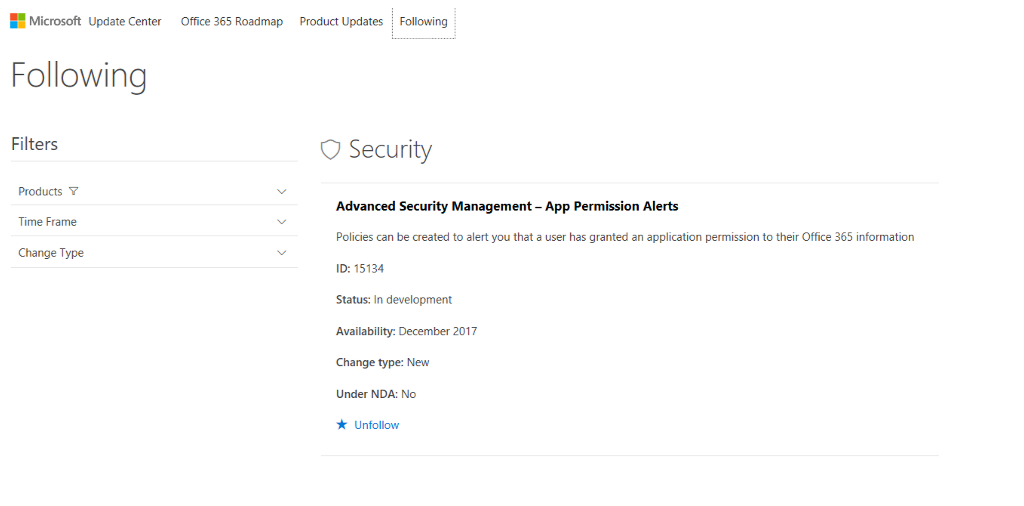 Microsoft Update Center Office 365 Roadmap Product Updates Following
Following
Filters
Products
Time Frame
Change Type
Security
Advanced Security Management – App Permission Alerts
Policies can be created to alert you that a user has granted an application permission to their Office 365 information
ID: 15134
Status: In development
Availability: December 2017
Change type: New
Under NDA: No
Unfollow